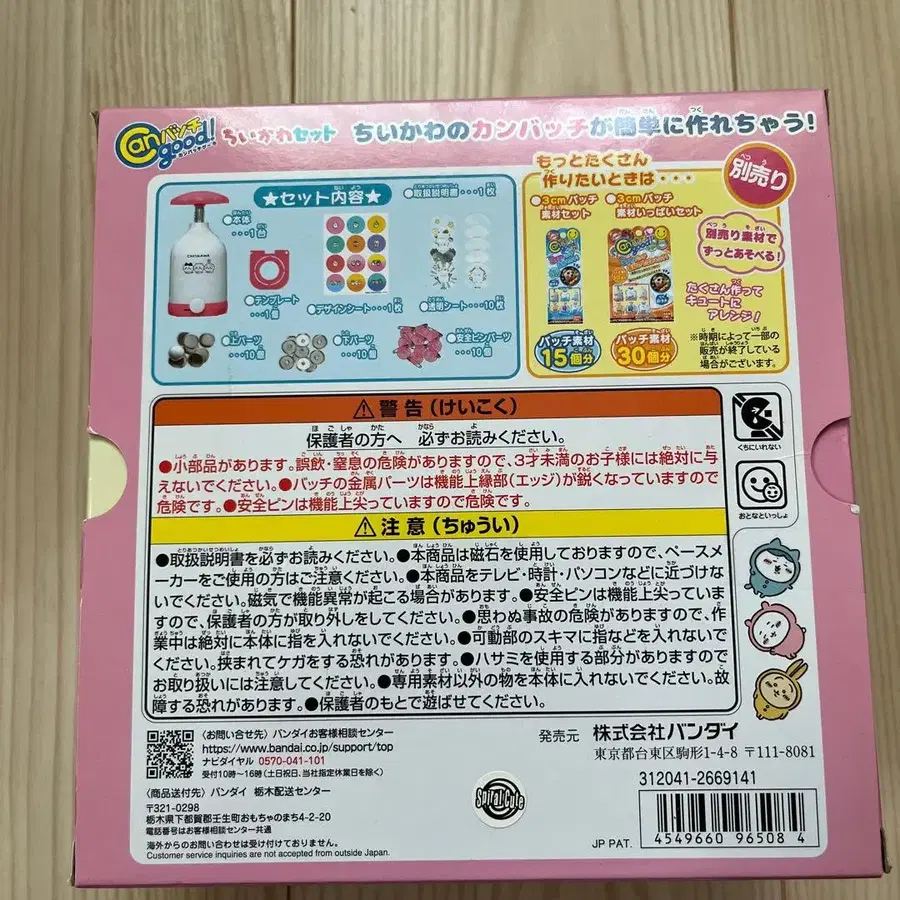 Canバッチgood! ちいかわセット ちいかわのカンバッチが簡単に作れちゃう!
★セット内容★
●本体
…1台
●取扱説明書…1枚
CHIIKAWA
●テンプレート
…1個
●デザインシート…1枚
●透明シート…10枚
●上パーツ
…10個
●下パーツ
…10個
●安全ピンパーツ
…10個
もっとたくさん
作りたいときは・・・
別売り
●3cmバッチ
素材セット
●3cmバッチ
素材いっぱいセット
バッチ素材
15個分
バッチ素材
30個分
別売り素材で
ずっとあそべる!
たくさん作って
キュートに
アレンジ!
※時期によって一部の
販売が終了している
場合がございます。
⚠警告(けいこく)
保護者の方へ 必ずお読みください。
●小部品があります。誤飲・窒息の危険がありますので、3才未満のお子様には絶対に与
えないでください。●バッチの金属パーツは機能上縁部(エッジ)が鋭くなっていますので
危険です。●安全ピンは機能上尖っていますので危険です。
⚠注意(ちゅうい)
●取扱説明書を必ずお読みください。●本商品は磁石を使用しておりますので、ペースメ
ーカーをご使用の方はご注意ください。●本商品をテレビ・時計・パソコンなどに近づけな
いでください。磁気で機能異常が起こる場合があります。●安全ピンは機能上尖っていま
すので、保護者の方が取り外しをしてください。●思わぬ事故の危険がありますので、作
業中は絶対に本体に指を入れないでください。●可動部のスキマに指などを入れないで
ください。挟まれてケガをする恐れがあります。●ハサミを使用する部分がありますので
お取り扱いには注意してください。●専用素材以外の物を本体に入れないでください。故
障する恐れがあります。●保護者のもとで遊ばせてください。
くちにいれない
おとなといっしょ
〈お問い合わせ先〉バンダイお客様相談センター
https://www.bandai.co.jp/support/top
ナビダイヤル 0570-041-101
受付10時~16時(土日祝日、当社指定休業日を除く)
〈商品送付先〉バンダイ 栃木配送センター
〒321-0298
栃木県下都賀郡壬生町おもちゃのまち4-2-20
電話番号はお客様相談センター共通
海外からのお問い合わせは受け付けておりません。
Customer service inquiries are not accepted from outside Japan.
発売元 株式会社バンダイ
東京都台東区駒形1-4-8 〒111-8081
312041-2669141
SpiralCute
JP PAT.
4549660 965084